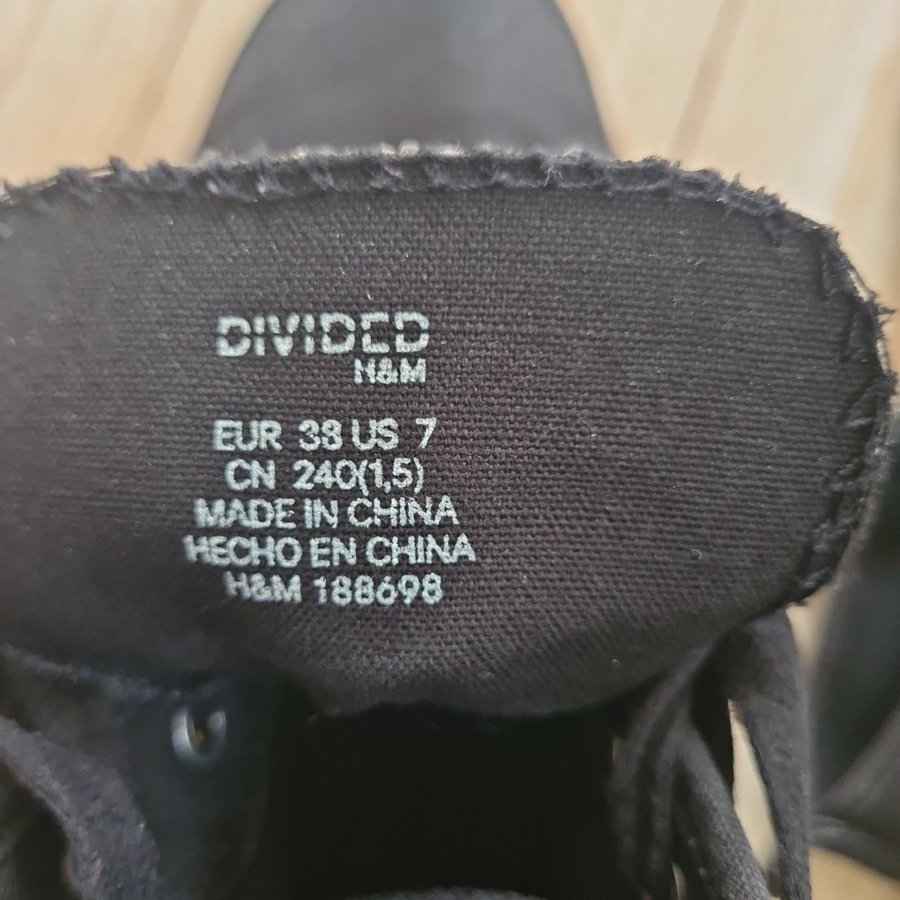 DIVIDED
H&M
EUR 38 US 7
CN 240(1,5)
MADE IN CHINA
HECHO EN CHINA
H&M 188698